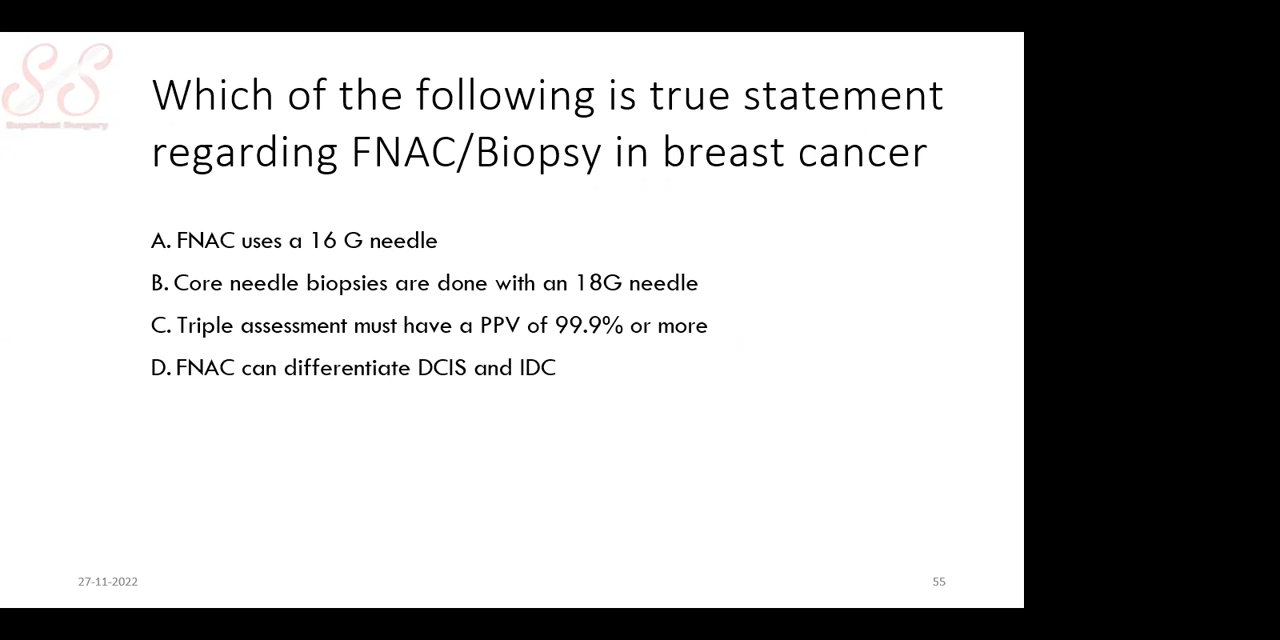 Superfast Surgery
Which of the following is true statement
regarding FNAC/Biopsy in breast cancer
A. FNAC uses a 16 G needle
B. Core needle biopsies are done with an 18G needle
C. Triple assessment must have a PPV of 99.9% or more
D. FNAC can differentiate DCIS and IDC
27-11-2022
55